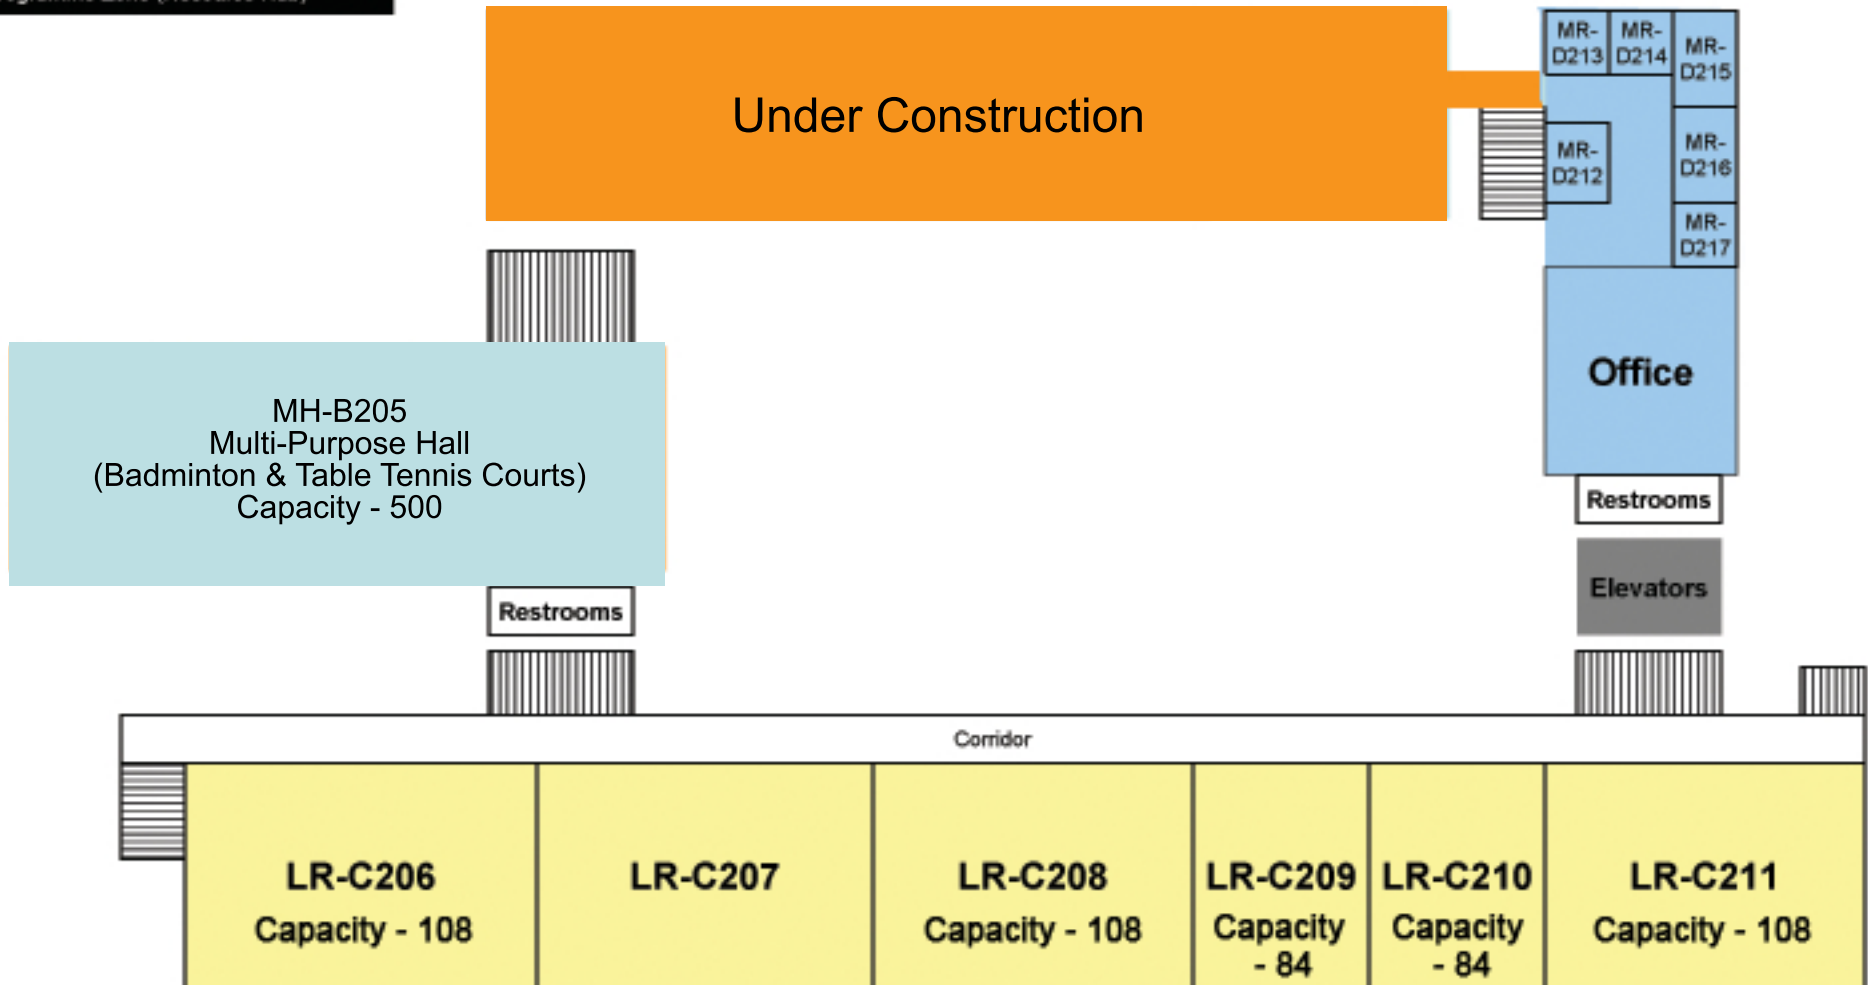 Under Construction
MR-
D213
MR-
D214
MR-
D215
MR-
D212
MR-
D216
MR-
D217
Office
MH-B205
Multi-Purpose Hall
(Badminton & Table Tennis Courts)
Capacity - 500
Restrooms
Elevators
Restrooms
Corridor
LR-C206
Capacity - 108
LR-C207
LR-C208
Capacity - 108
LR-C209
Capacity
- 84
LR-C210
Capacity
- 84
LR-C211
Capacity - 108